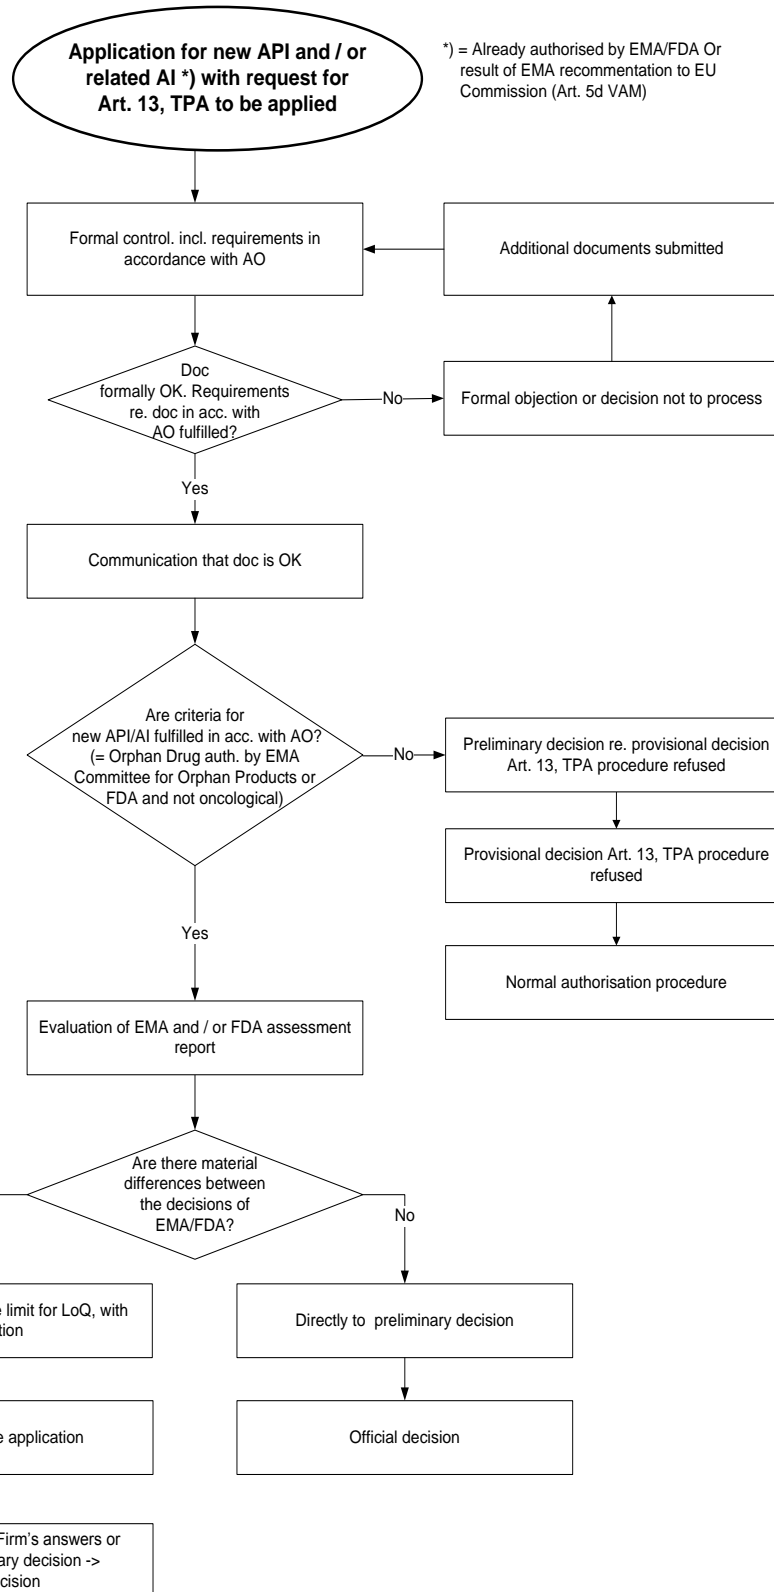 Application for new API and / or
related AI *) with request for
Art. 13, TPA to be applied
*) = Already authorised by EMA/FDA Or
result of EMA recommentation to EU
Commission (Art. 5d VAM)
Formal control. incl. requirements in
accordance with AO
Additional documents submitted
Doc
formally OK. Requirements
re. doc in acc. with
AO fulfilled?
No
Formal objection or decision not to process
Yes
Communication that doc is OK
Are criteria for
new API/AI fulfilled in acc. with AO?
(= Orphan Drug auth. by EMA
Committee for Orphan Products or
FDA and not oncological)
No
Preliminary decision re. provisional decision
Art. 13, TPA procedure refused
Provisional decision Art. 13, TPA procedure
refused
Yes
Normal authorisation procedure
Evaluation of EMA and / or FDA assessment
report
Are there material
differences between
the decisions of
EMA/FDA?
No
limit for LoQ, with
Directly to preliminary decision
application
Official decision
Firm's answers or
decision ->